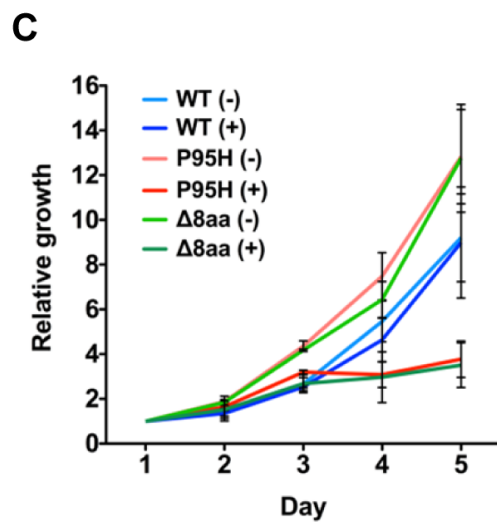 C
16
14
12
10
8
6
4
2
0
Relative growth
WT (-)
WT (+)
P95H (-)
P95H (+)
Δ8aa (-)
Δ8aa (+)
1 2 3 4 5
Day